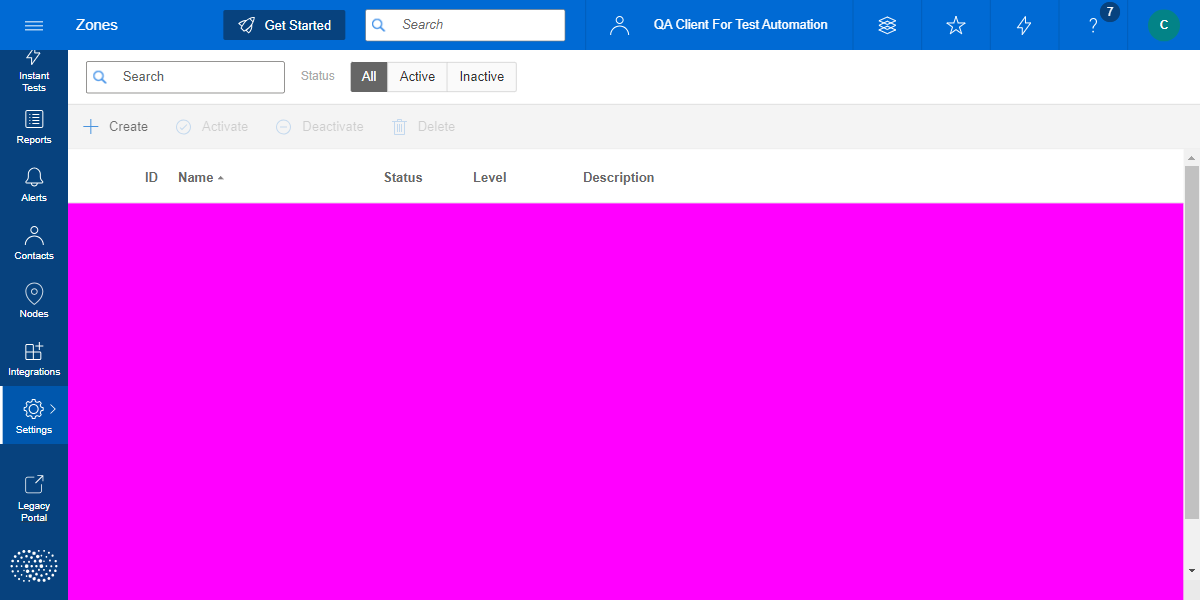 Zones
Get Started
Search
QA Client For Test Automation
?
7
C
Instant
Tests
Reports
Alerts
Contacts
Nodes
Integrations
Settings
Legacy
Portal
Search
Status
All
Active
Inactive
Create
Activate
Deactivate
Delete
ID
Name
Status
Level
Description